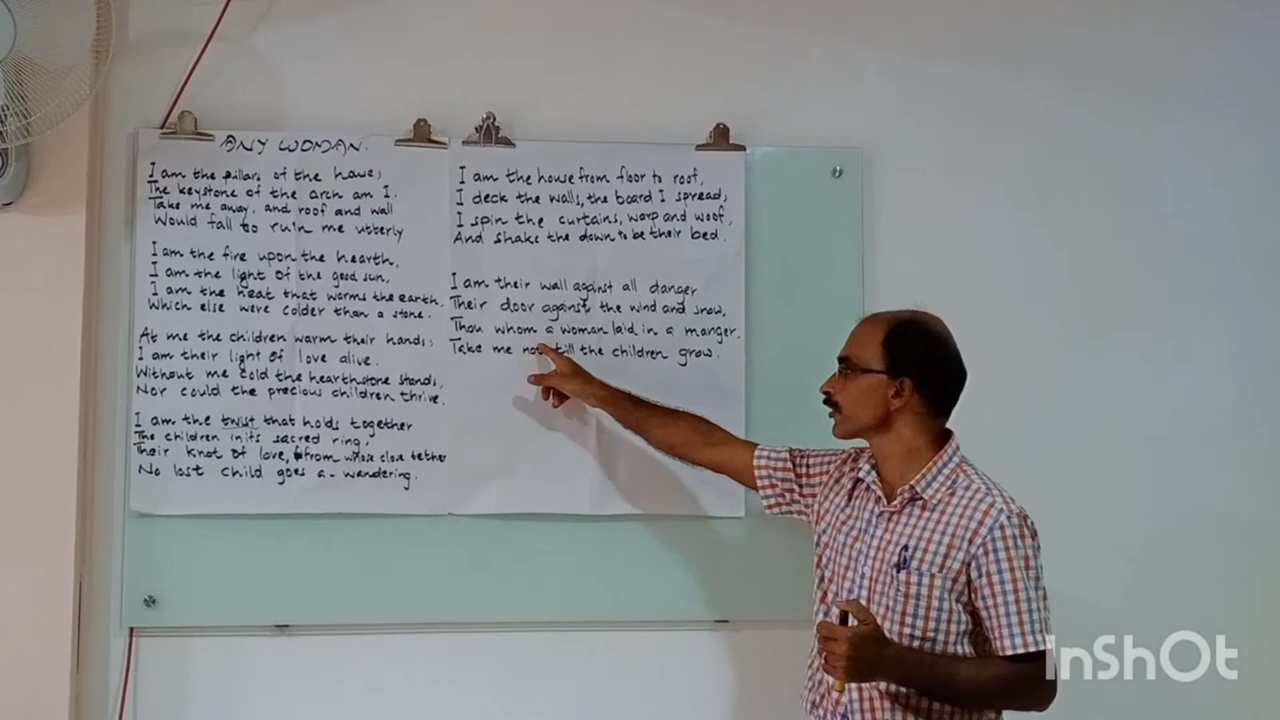 ANY WOMAN.
I am the pillars of the house;
The keystone of the arch am I.
Take me away, and roof and wall
Would fall to ruin me utterly
I am the fire upon the hearth,
I am the light of the good sun,
I am the heat that warms the earth,
Which else were colder than a stone.
At me the children warm their hands;
I am their light of love alive.
Without me cold the hearthstone stands,
Nor could the precious children thrive.
I am the twist that holds together
The children in its sacred ring,
Their knot of love, from whose close tether
No lost child goes a-wandering.
I am the house from floor to roof,
I deck the walls, the board I spread;
I spin the curtains, warp and woof,
And shake the down to be their bed.
I am their wall against all danger
Their door against the wind and snow,
Thou whom a woman laid in a manger,
Take me not till the children grow.
InShOt